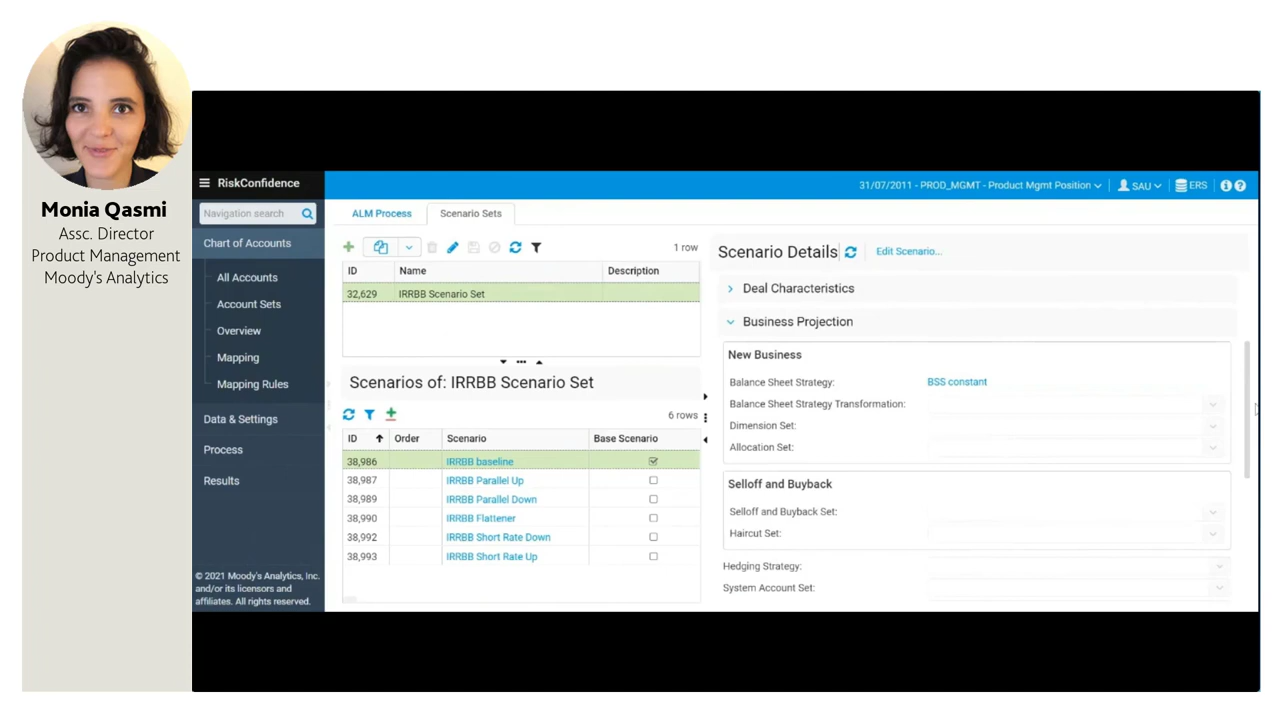 Monia Qasmi
Assc. Director
Product Management
Moody's Analytics
RiskConfidence
31/07/2011 - PROD_MGMT - Product Mgmt Position
SAU
ERS
Navigation search
ALM Process
Scenario Sets
Chart of Accounts
All Accounts
Account Sets
Overview
Mapping
Mapping Rules
Data & Settings
Process
Results
© 2021 Moody's Analytics, Inc.
and/or its licensors and
affiliates. All rights reserved.
1 row
ID Name Description
32,629 IRRBB Scenario Set
Scenarios of: IRRBB Scenario Set
6 rows
ID Order Scenario Base Scenario
38,986 IRRBB baseline
38,987 IRRBB Parallel Up
38,989 IRRBB Parallel Down
38,990 IRRBB Flattener
38,992 IRRBB Short Rate Down
38,993 IRRBB Short Rate Up
Scenario Details
Edit Scenario...
Deal Characteristics
Business Projection
New Business
Balance Sheet Strategy: BSS constant
Balance Sheet Strategy Transformation:
Dimension Set:
Allocation Set:
Selloff and Buyback
Selloff and Buyback Set:
Haircut Set:
Hedging Strategy:
System Account Set: